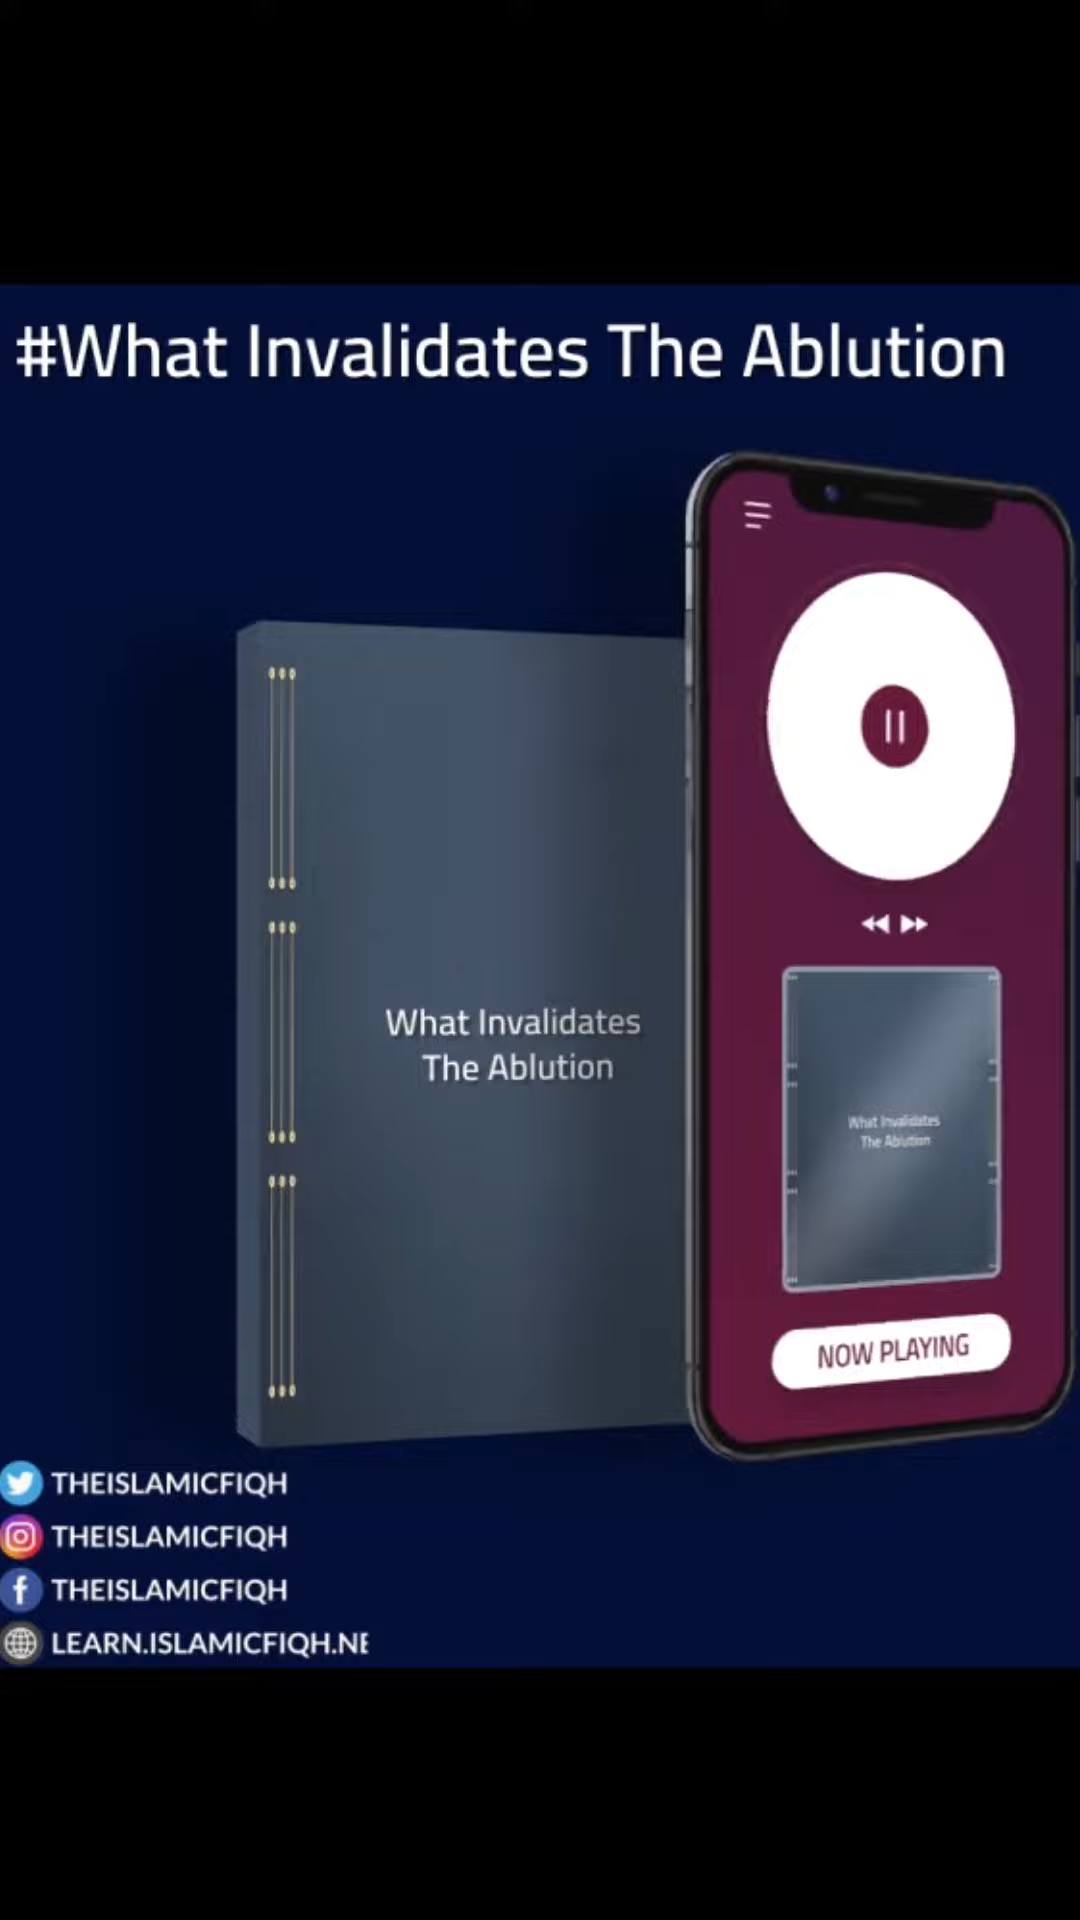 #What Invalidates The Ablution
What Invalidates
The Ablution
What Invalidates
The Ablution
NOW PLAYING
THEISLAMICFIQH
THEISLAMICFIQH
THEISLAMICFIQH
LEARN.ISLAMICFIQH.NE